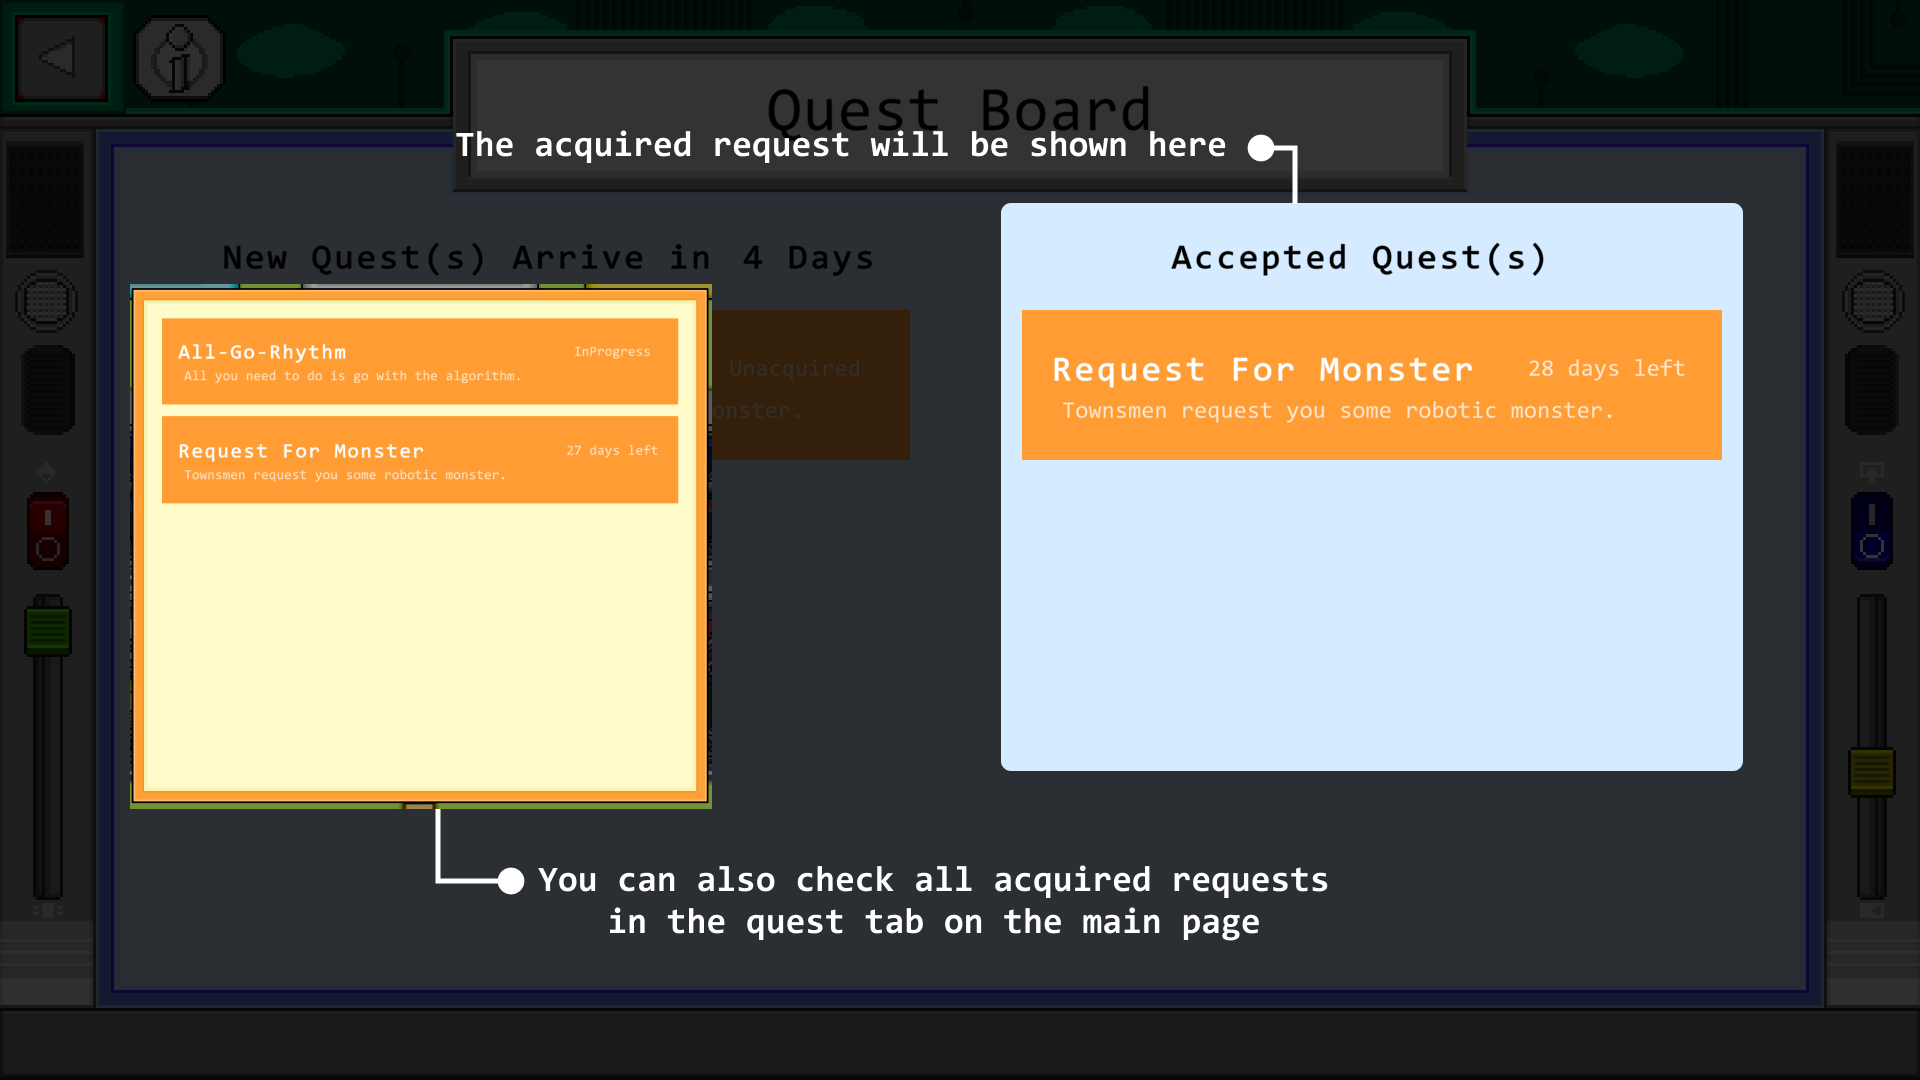 Quest Board
The acquired request will be shown here
New Quest(s) Arrive in 4 Days
Accepted Quest(s)
All-Go-Rhythm InProgress
All you need to do is go with the algorithm.
Request For Monster 27 days left
Townsmen request you some robotic monster.
Unacquired
onster.
Request For Monster 28 days left
Townsmen request you some robotic monster.
You can also check all acquired requests
in the quest tab on the main page